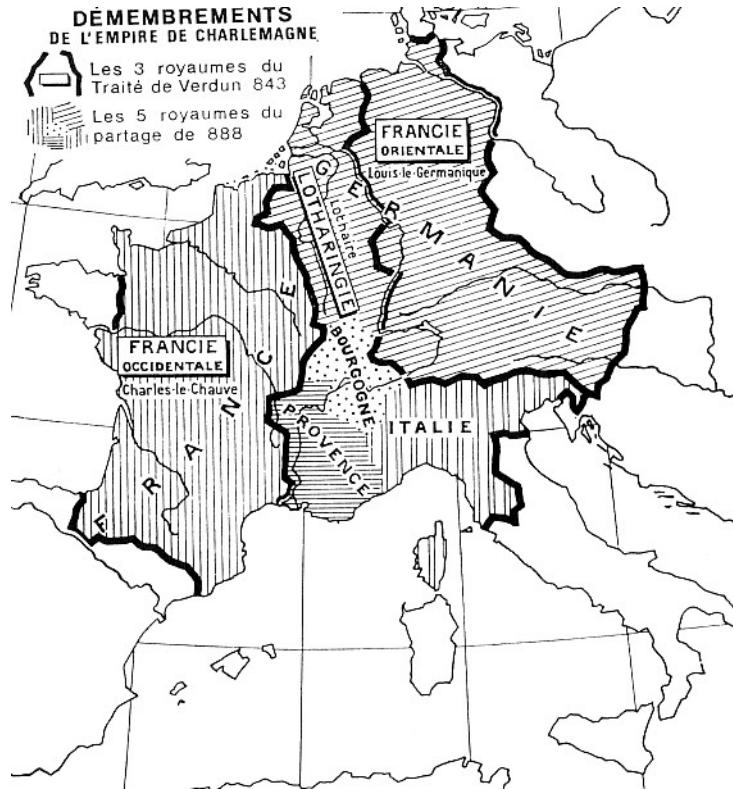 DÉMEMBREMENTS
DE L'EMPIRE DE CHARLEMAGNE
Les 3 royaumes du
Traité de Verdun 843
Les 5 royaumes du
partage de 888
FRANCIE
ORIENTALE
Louis-le-Germanique
GERMANIE
LOTHARINGIE
Lothaire
FRANCE
FRANCIE
OCCIDENTALE
Charles-le-Chauve
BOURGOGNE
PROVENCE
ITALIE